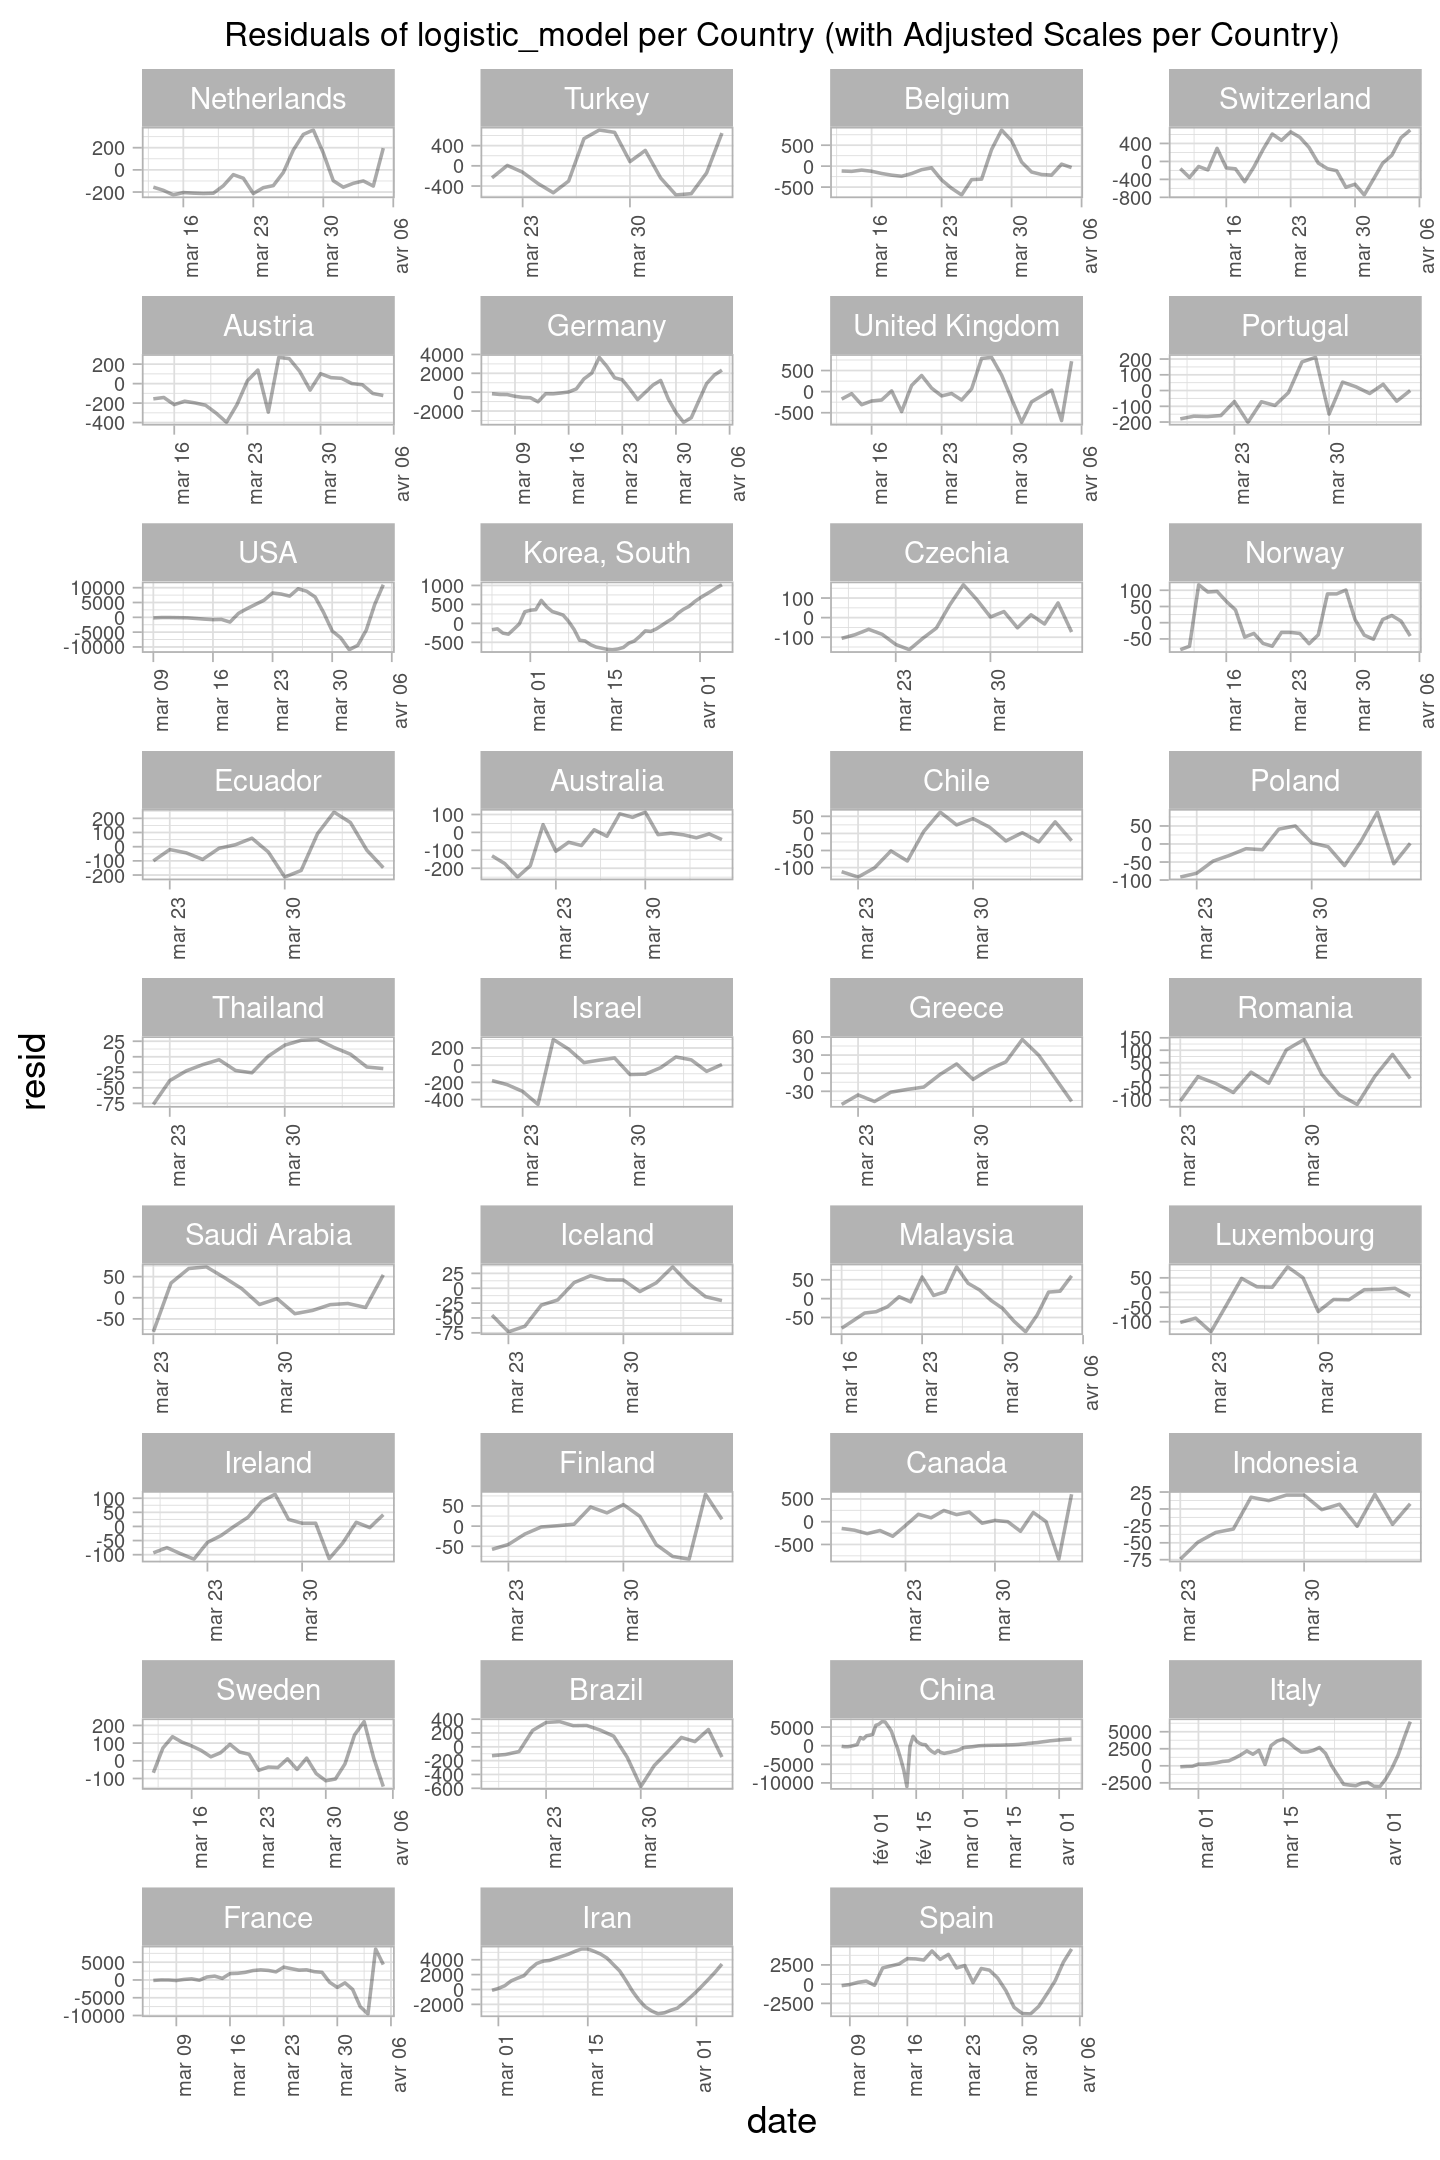 Residuals of logistic_model per Country (with Adjusted Scales per Country)
Netherlands Turkey Belgium Switzerland
200 0 -200 400 0 -400 500 0 -500 400 0 -400 -800
mar 16 mar 23 mar 30 avr 06 mar 23 mar 30 mar 16 mar 23 mar 30 avr 06 mar 16 mar 23 mar 30 avr 06
Austria Germany United Kingdom Portugal
200 0 -200 -400 4000 2000 0 -2000 500 0 -500 200 100 0 -100 -200
mar 16 mar 23 mar 30 avr 06 mar 09 mar 16 mar 23 mar 30 avr 06 mar 16 mar 23 mar 30 avr 06 mar 23 mar 30
USA Korea, South Czechia Norway
10000 5000 0 -5000 -10000 1000 500 0 -500 100 0 -100 100 50 0 -50
mar 09 mar 16 mar 23 mar 30 avr 06 mar 01 mar 15 avr 01 mar 23 mar 30 mar 16 mar 23 mar 30 avr 06
Ecuador Australia Chile Poland
200 100 0 -100 -200 100 0 -100 -200 50 0 -50 -100 50 0 -50 -100
mar 23 mar 30 mar 23 mar 30 mar 23 mar 30 mar 23 mar 30
resid
Thailand Israel Greece Romania
25 0 -25 -50 -75 200 0 -200 -400 60 30 0 -30 150 100 50 0 -50 -100
mar 23 mar 30 mar 23 mar 30 mar 23 mar 30 mar 23 mar 30
Saudi Arabia Iceland Malaysia Luxembourg
50 0 -50 25 0 -25 -50 -75 50 0 -50 50 0 -50 -100
mar 23 mar 30 mar 23 mar 30 mar 16 mar 23 mar 30 avr 06 mar 23 mar 30
Ireland Finland Canada Indonesia
100 50 0 -50 -100 50 0 -50 500 0 -500 25 0 -25 -50 -75
mar 23 mar 30 mar 23 mar 30 mar 23 mar 30 mar 23 mar 30
Sweden Brazil China Italy
200 100 0 -100 400 200 0 -200 -400 -600 5000 0 -5000 -10000 5000 2500 0 -2500
mar 16 mar 23 mar 30 avr 06 mar 23 mar 30 fév 01 fév 15 mar 01 mar 15 avr 01 mar 01 mar 15 avr 01
France Iran Spain
5000 0 -5000 -10000 4000 2000 0 -2000 2500 0 -2500
mar 09 mar 16 mar 23 mar 30 avr 06 mar 01 mar 15 avr 01 mar 09 mar 16 mar 23 mar 30 avr 06
date